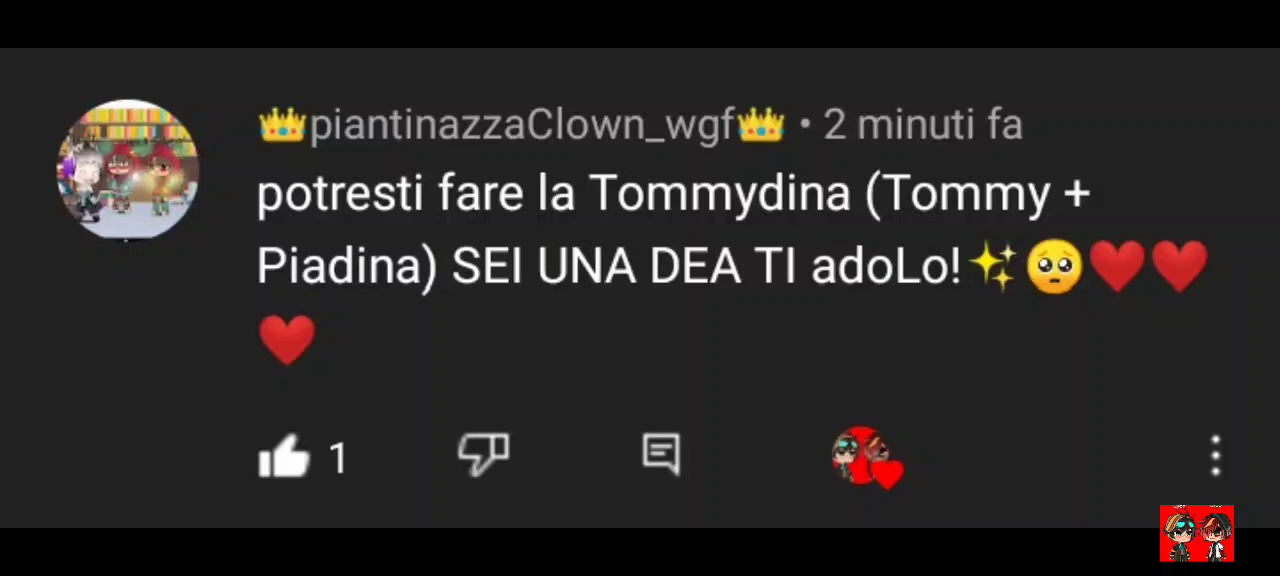 👑piantinazzaClown_wgf👑 • 2 minuti fa
potresti fare la Tommydina (Tommy +
Piadina) SEI UNA DEA TI adoLo!✨🥺❤️❤️
❤️
1